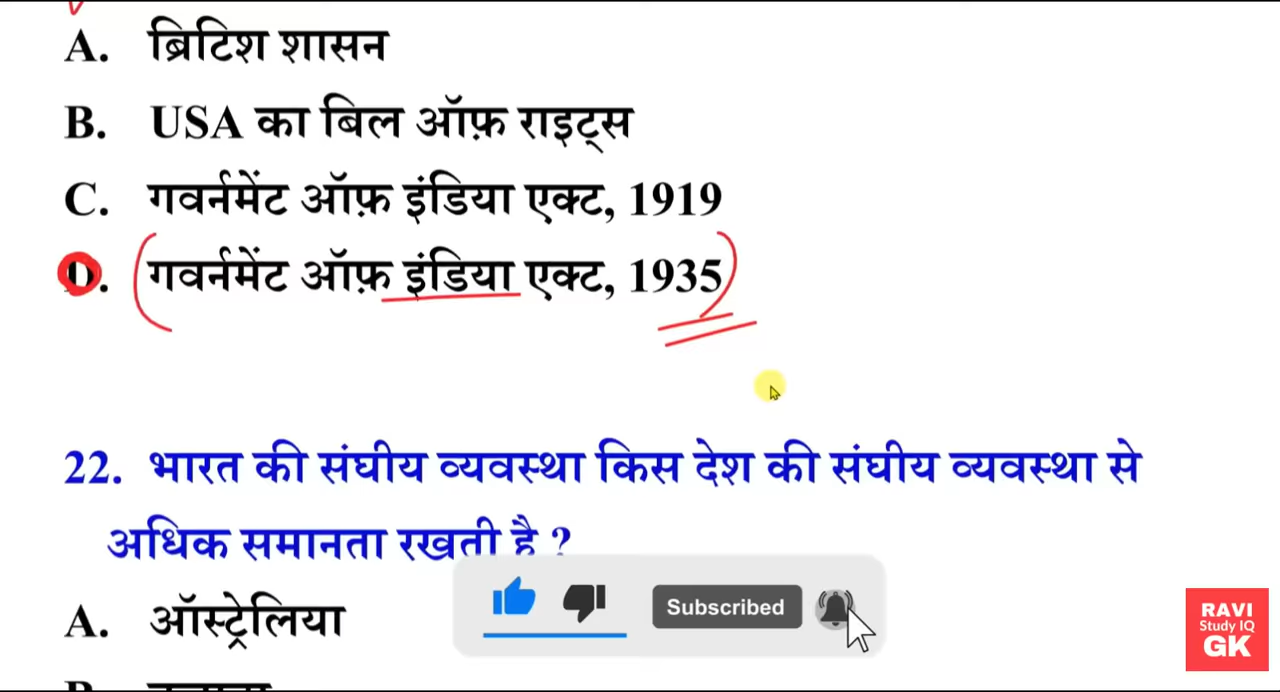 A. ब्रिटिश शासन
B. USA का बिल ऑफ़ राइट्स
C. गवर्नमेंट ऑफ़ इंडिया एक्ट, 1919
D. गवर्नमेंट ऑफ़ इंडिया एक्ट, 1935
22. भारत की संघीय व्यवस्था किस देश की संघीय व्यवस्था से
अधिक समानता रखती है ?
Subscribed
A. ऑस्ट्रेलिया
RAVI
Study IQ
GK